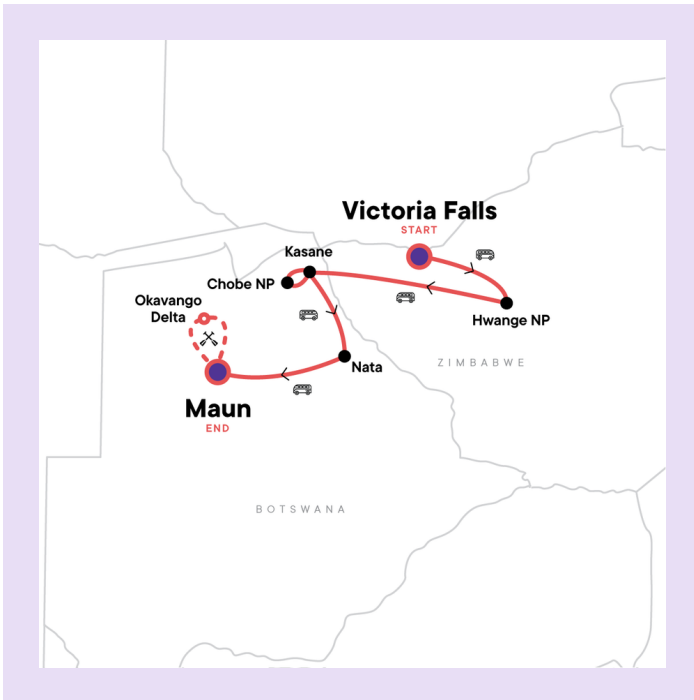 Victoria Falls
START
Kasane
Chobe NP
Okavango
Delta
Hwange NP
ZIMBABWE
Nata
Maun
END
BOTSWANA